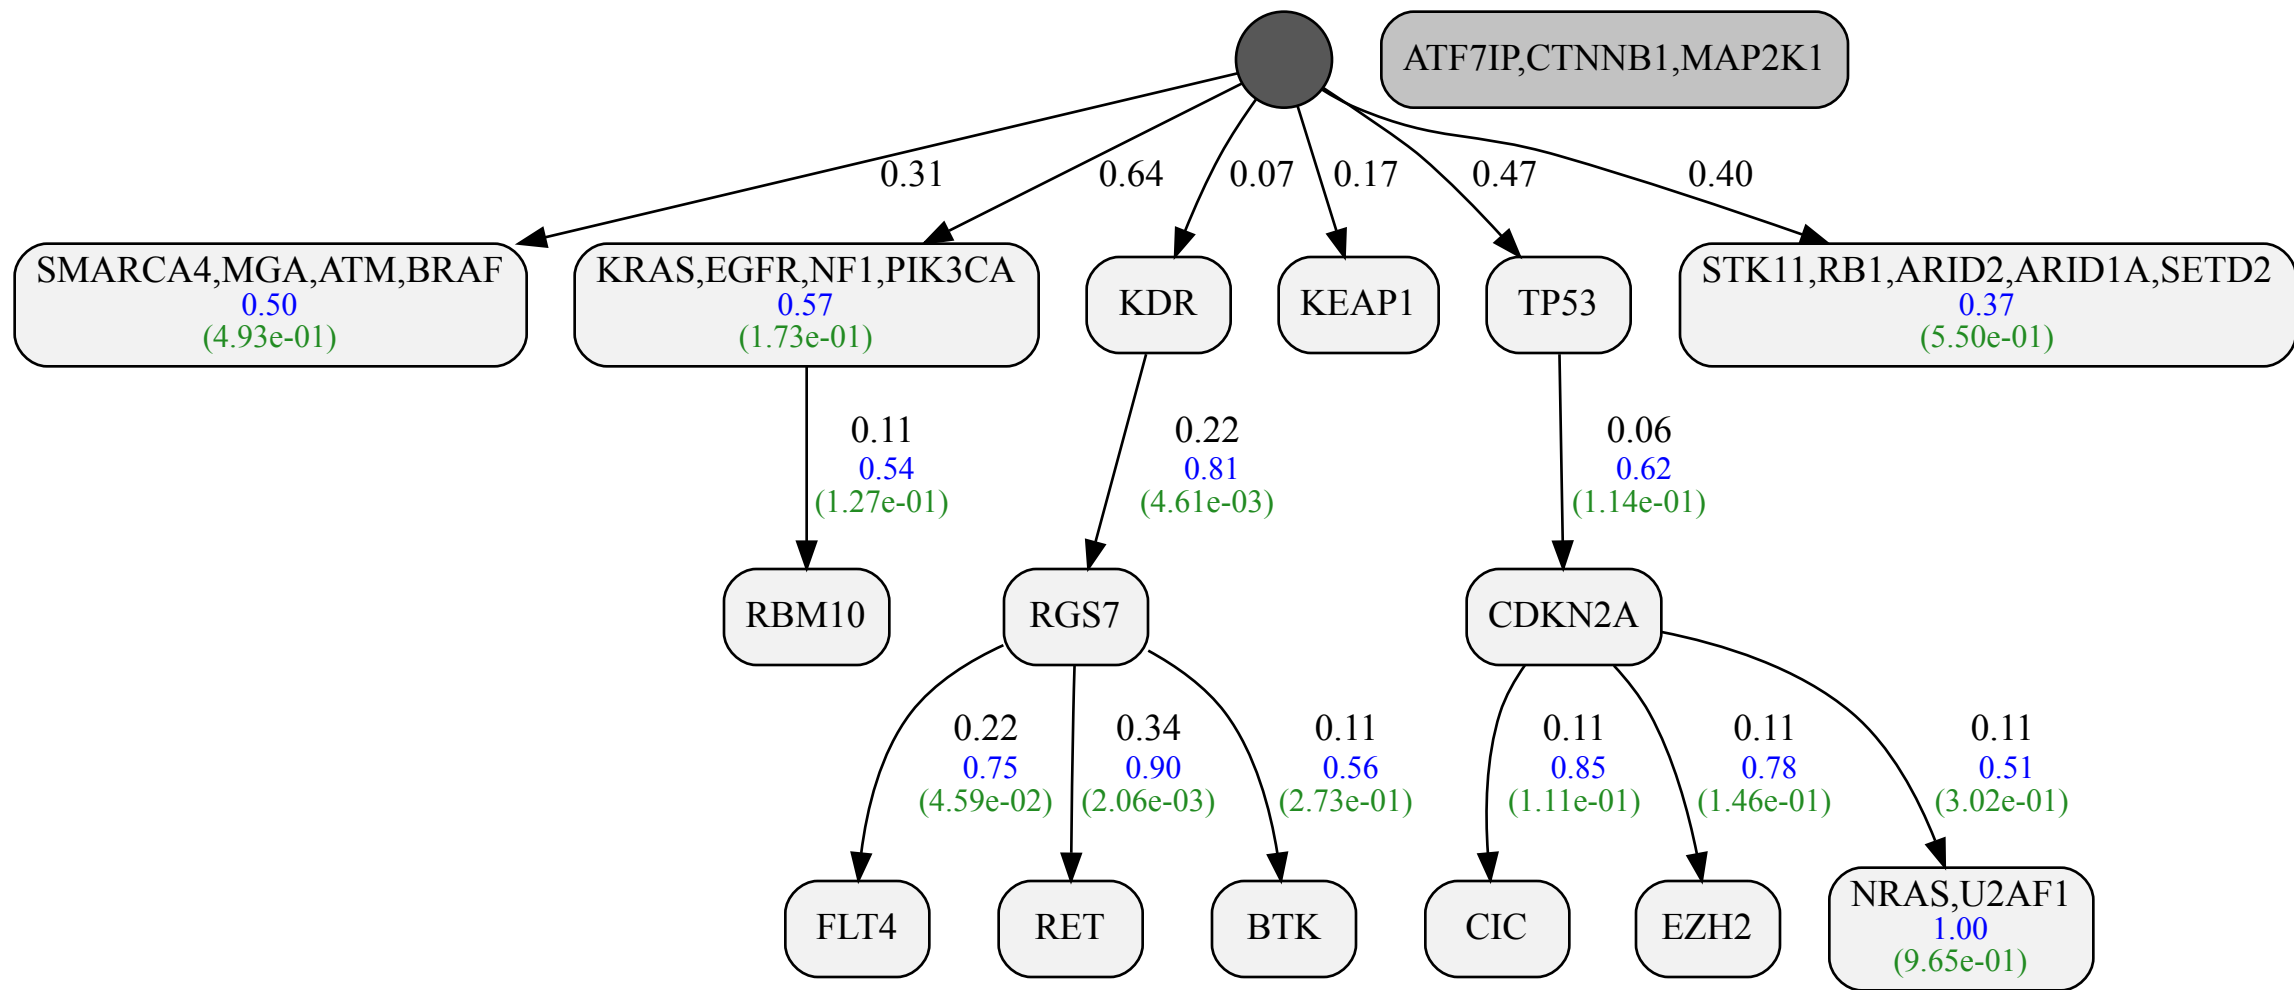 ATF7IP,CTNNB1,MAP2K1
0.31
0.64
0.07
0.17
0.47
0.40
SMARCA4,MGA,ATM,BRAF
0.50
(4.93e-01)
KRAS,EGFR,NF1,PIK3CA
0.57
(1.73e-01)
KDR
KEAP1
TP53
STK11,RB1,ARID2,ARID1A,SETD2
0.37
(5.50e-01)
0.11
0.54
(1.27e-01)
0.22
0.81
(4.61e-03)
0.06
0.62
(1.14e-01)
RBM10
RGS7
CDKN2A
0.22
0.75
(4.59e-02)
0.34
0.90
(2.06e-03)
0.11
0.56
(2.73e-01)
0.11
0.85
(1.11e-01)
0.11
0.78
(1.46e-01)
0.11
0.51
(3.02e-01)
FLT4
RET
BTK
CIC
EZH2
NRAS,U2AF1
1.00
(9.65e-01)